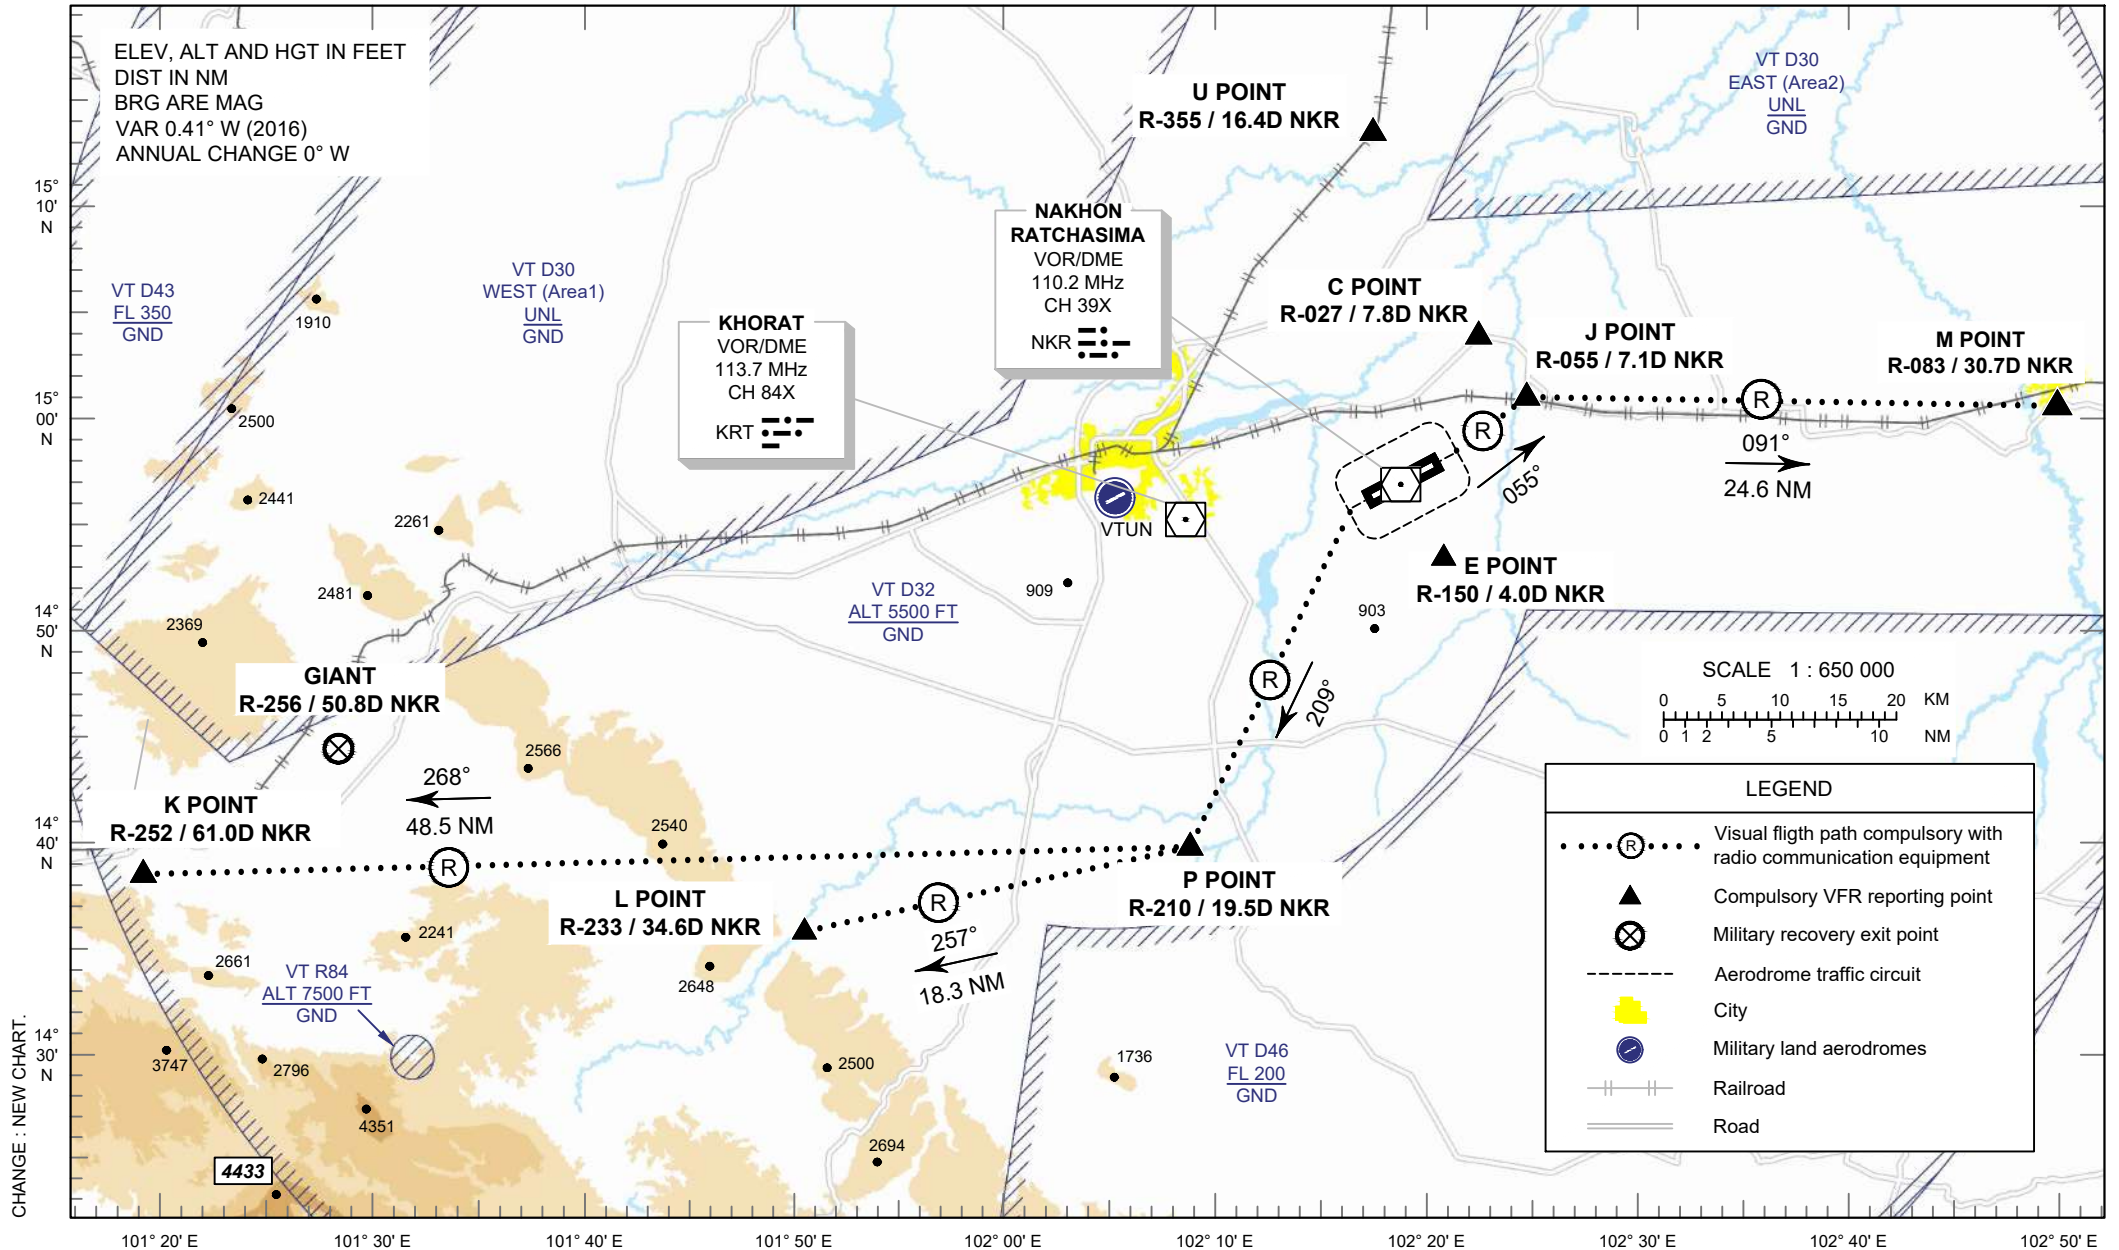 ELEV, ALT AND HGT IN FEET
DIST IN NM
BRG ARE MAG
VAR 0.41° W (2016)
ANNUAL CHANGE 0° W
U POINT
R-355 / 16.4D NKR
VT D30
EAST (Area2)
UNL
GND
15°
10'
N
NAKHON
RATCHASIMA
VOR/DME
110.2 MHz
CH 39X
NKR
VT D43
FL 350
GND
1910
VT D30
WEST (Area1)
UNL
GND
KHORAT
VOR/DME
113.7 MHz
CH 84X
KRT
C POINT
R-027 / 7.8D NKR
J POINT
R-055 / 7.1D NKR
M POINT
R-083 / 30.7D NKR
15°
00'
N
2500
R
R
091°
24.6 NM
055°
2441
2261
VTUN
2481
909
VT D32
ALT 5500 FT
GND
E POINT
R-150 / 4.0D NKR
903
14°
50'
N
2369
GIANT
R-256 / 50.8D NKR
R
209°
SCALE 1 : 650 000
0 5 10 15 20 KM
0 1 2 5 10 NM
2566
268°
48.5 NM
K POINT
R-252 / 61.0D NKR
14°
40'
N
2540
R
L POINT
R-233 / 34.6D NKR
R
257°
18.3 NM
P POINT
R-210 / 19.5D NKR
2241
2661
2648
VT R84
ALT 7500 FT
GND
14°
30'
N
3747
2796
4351
2500
2694
1736
VT D46
FL 200
GND
4433
LEGEND
R
Visual fligth path compulsory with
radio communication equipment
Compulsory VFR reporting point
Military recovery exit point
Aerodrome traffic circuit
City
Military land aerodromes
Railroad
Road
CHANGE : NEW CHART.
101° 20' E
101° 30' E
101° 40' E
101° 50' E
102° 00' E
102° 10' E
102° 20' E
102° 30' E
102° 40' E
102° 50' E